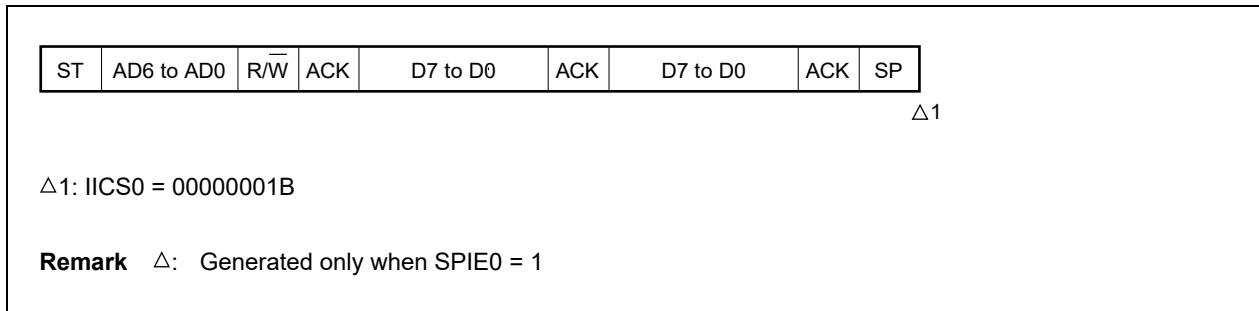 ST AD6 to AD0 R/W̅ ACK D7 to D0 ACK D7 to D0 ACK SP
△1
△1: IICS0 = 00000001B
Remark △: Generated only when SPIE0 = 1